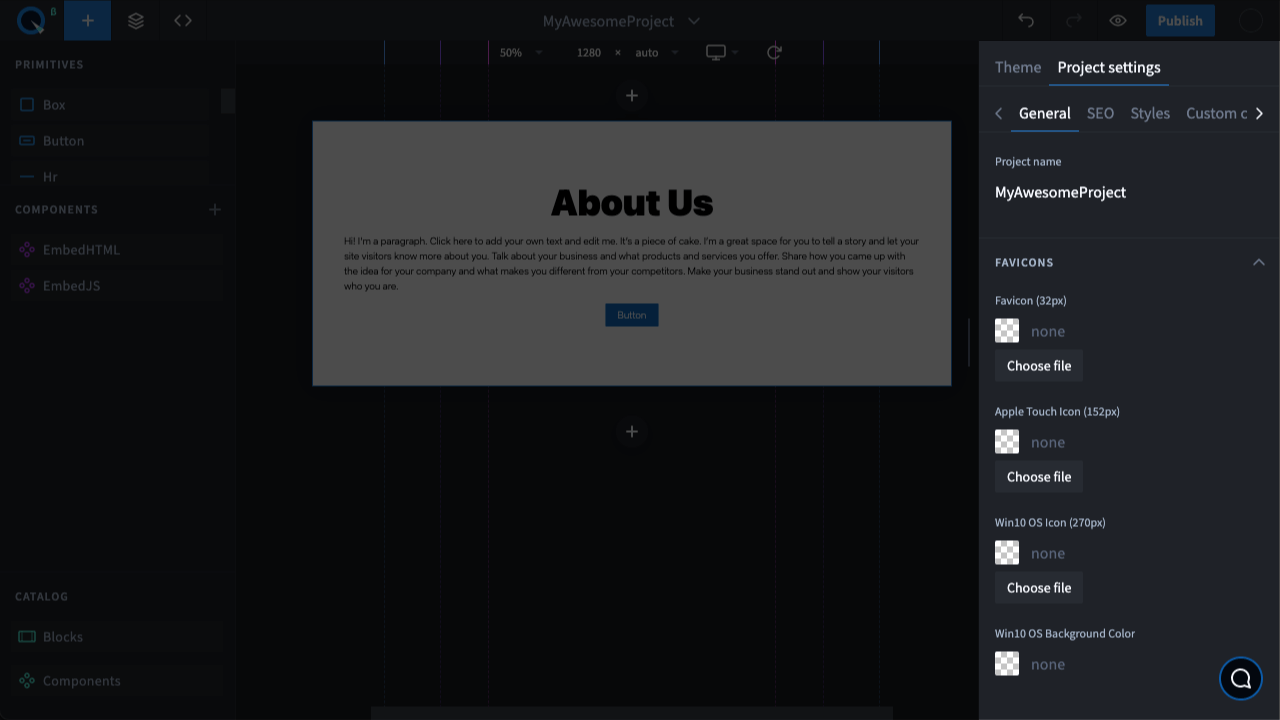 β
MyAwesomeProject
Publish
PRIMITIVES
Box
Button
Hr
COMPONENTS
EmbedHTML
EmbedJS
CATALOG
Blocks
Components
50%
1280 × auto
About Us
Hi! I'm a paragraph. Click here to add your own text and edit me. It's a piece of cake. I'm a great space for you to tell a story and let your
site visitors know more about you. Talk about your business and what products and services you offer. Share how you came up with
the idea for your company and what makes you different from your competitors. Make your business stand out and show your visitors
who you are.
Button
Theme Project settings
General SEO Styles Custom c
Project name
MyAwesomeProject
FAVICONS
Favicon (32px)
none
Choose file
Apple Touch Icon (152px)
none
Choose file
Win10 OS Icon (270px)
none
Choose file
Win10 OS Background Color
none